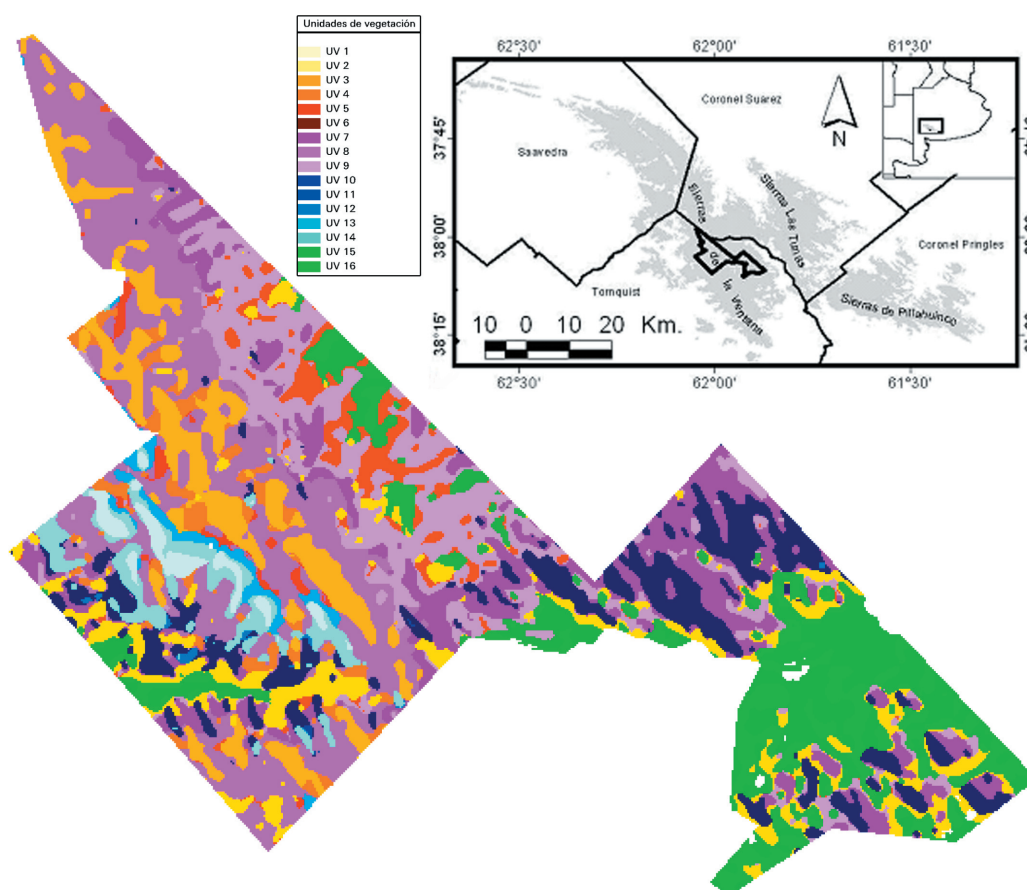 Unidades de vegetación
UV 1
UV 2
UV 3
UV 4
UV 5
UV 6
UV 7
UV 8
UV 9
UV 10
UV 11
UV 12
UV 13
UV 14
UV 15
UV 16
62°30'
62°00'
61°30'
37°45'
38°00'
38°15'
Coronel Suarez
Saavedra
N
Sierras de la Ventana
Sierras Las Tunas
Coronel Pringles
Tornquist
Sierras de Pillahuinco
10 0 10 20 Km.
62°30'
62°00'
61°30'